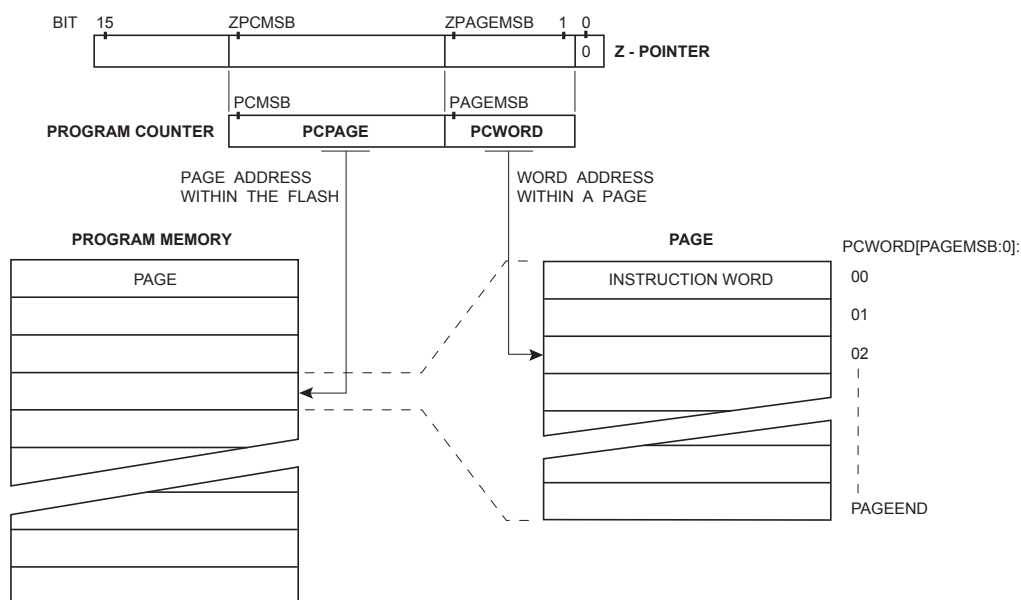 BIT 15 ZPCMSB ZPAGEMSB 1 0
0 Z - POINTER
PCMSB PAGEMSB
PROGRAM COUNTER PCPAGE PCWORD
PAGE ADDRESS
WITHIN THE FLASH
WORD ADDRESS
WITHIN A PAGE
PROGRAM MEMORY
PAGE
PAGE
PCWORD[PAGEMSB:0]:
INSTRUCTION WORD 00
01
02
PAGEEND